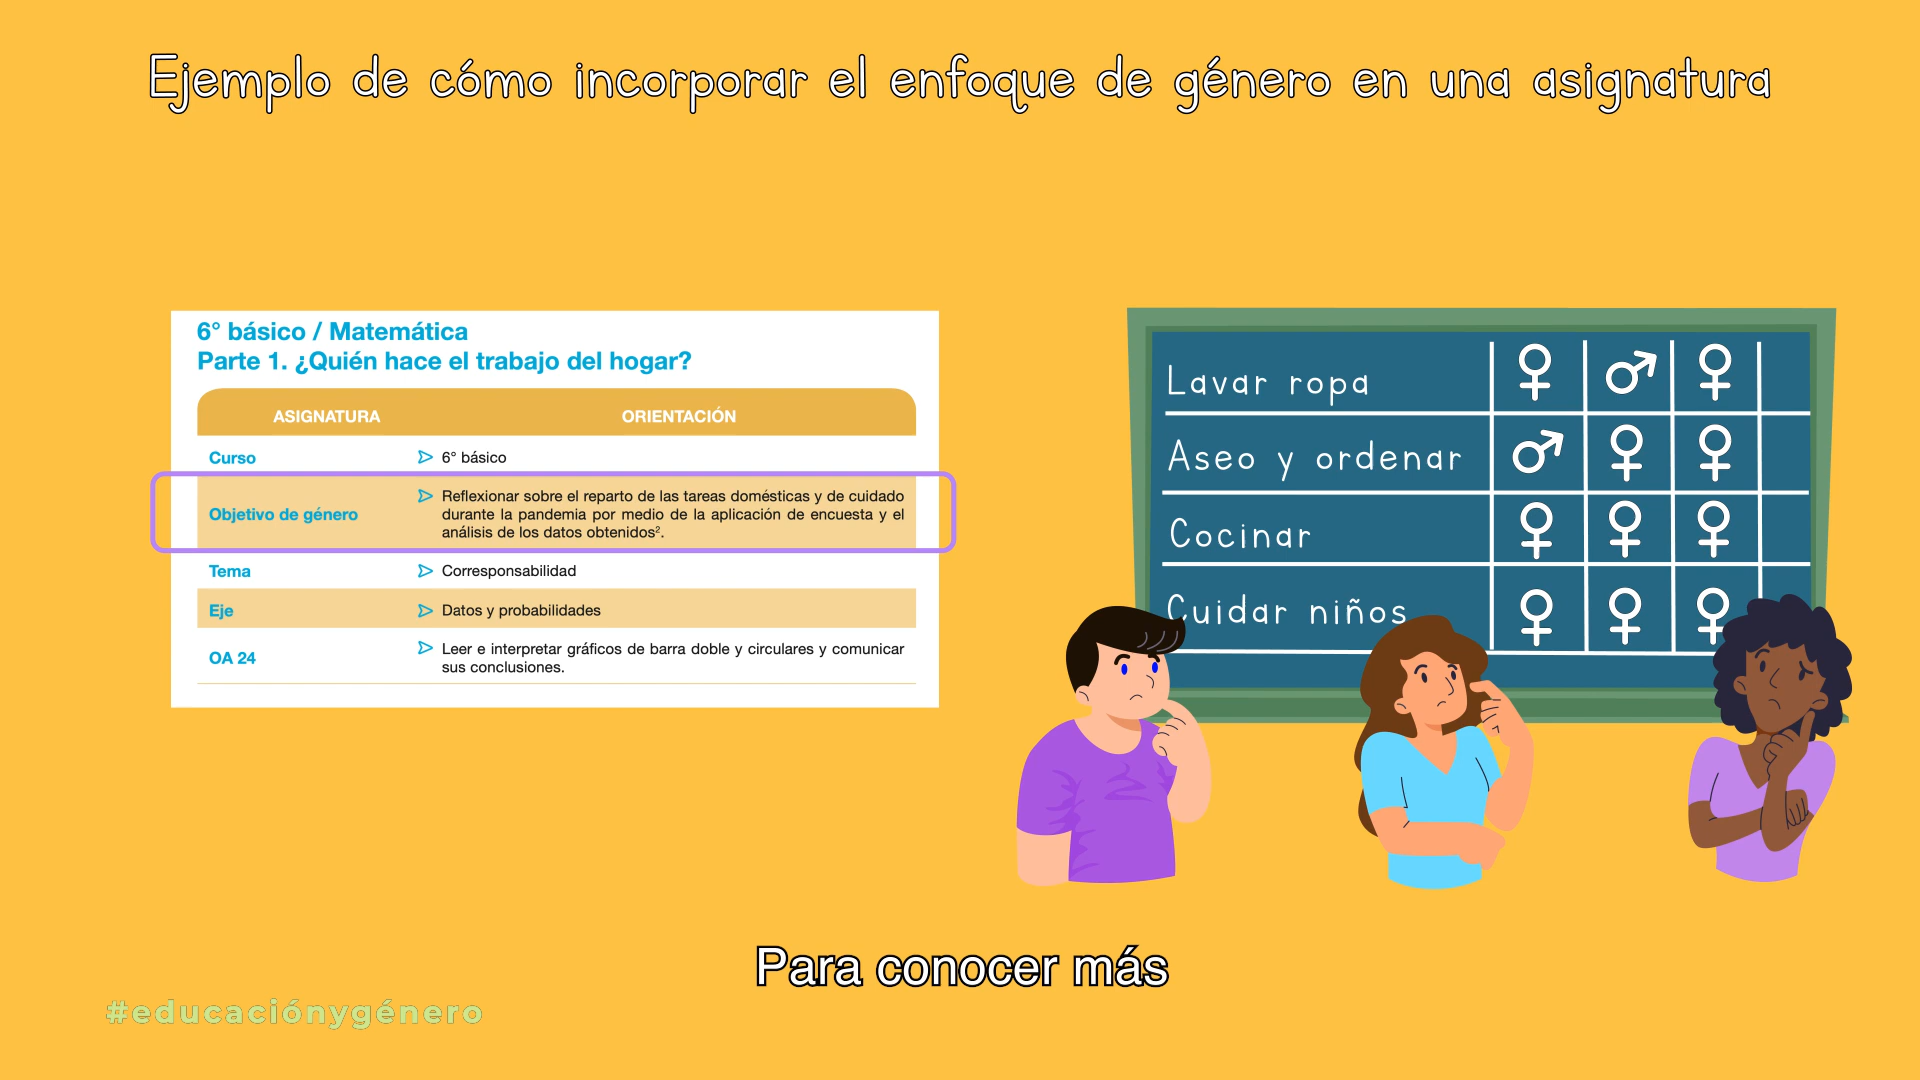 Ejemplo de cómo incorporar el enfoque de género en una asignatura
6° básico / Matemática
Parte 1. ¿Quién hace el trabajo del hogar?
ASIGNATURA ORIENTACIÓN
Curso 6° básico
Objetivo de género Reflexionar sobre el reparto de las tareas domésticas y de cuidado
durante la pandemia por medio de la aplicación de encuesta y el
análisis de los datos obtenidos².
Tema Corresponsabilidad
Eje Datos y probabilidades
OA 24 Leer e interpretar gráficos de barra doble y circulares y comunicar
sus conclusiones.
Lavar ropa ♀ ♂ ♀
Aseo y ordenar ♂ ♀ ♀
Cocinar ♀ ♀ ♀
Cuidar niños ♀ ♀ ♀
Para conocer más
#educaciónygénero